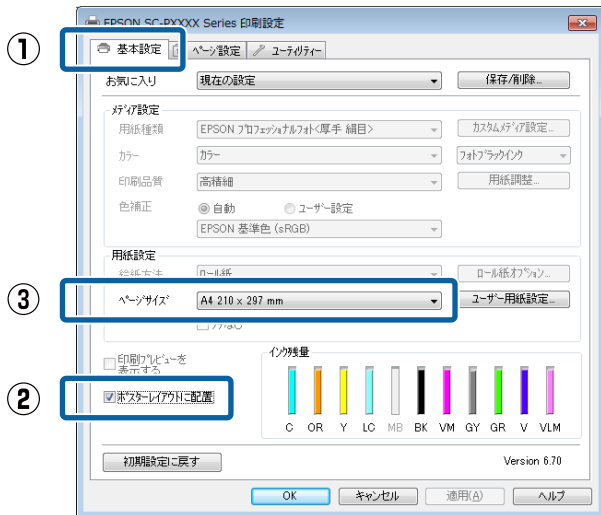 EPSON SC-PXXXX Series 印刷設定
① 基本設定 ページ設定 ユーティリティー
お気に入り 現在の設定 保存/削除...
メディア設定
用紙種類 EPSON プロフェッショナルフォト<厚手 絹目> カスタムメディア設定...
カラー カラー フォトブラックインク
印刷品質 高精細 用紙調整...
色補正 自動 ユーザー設定
EPSON 基準色 (sRGB)
用紙設定
給紙方法 ロール紙 ロール紙オプション...
③ ページサイズ A4 210 x 297 mm ユーザー用紙設定...
フチなし
印刷プレビューを
表示する
インク残量
② ポスターレイアウトに配置
C OR Y LC MB BK VM GY GR V VLM
初期設定に戻す Version 6.70
OK キャンセル 適用(A) ヘルプ